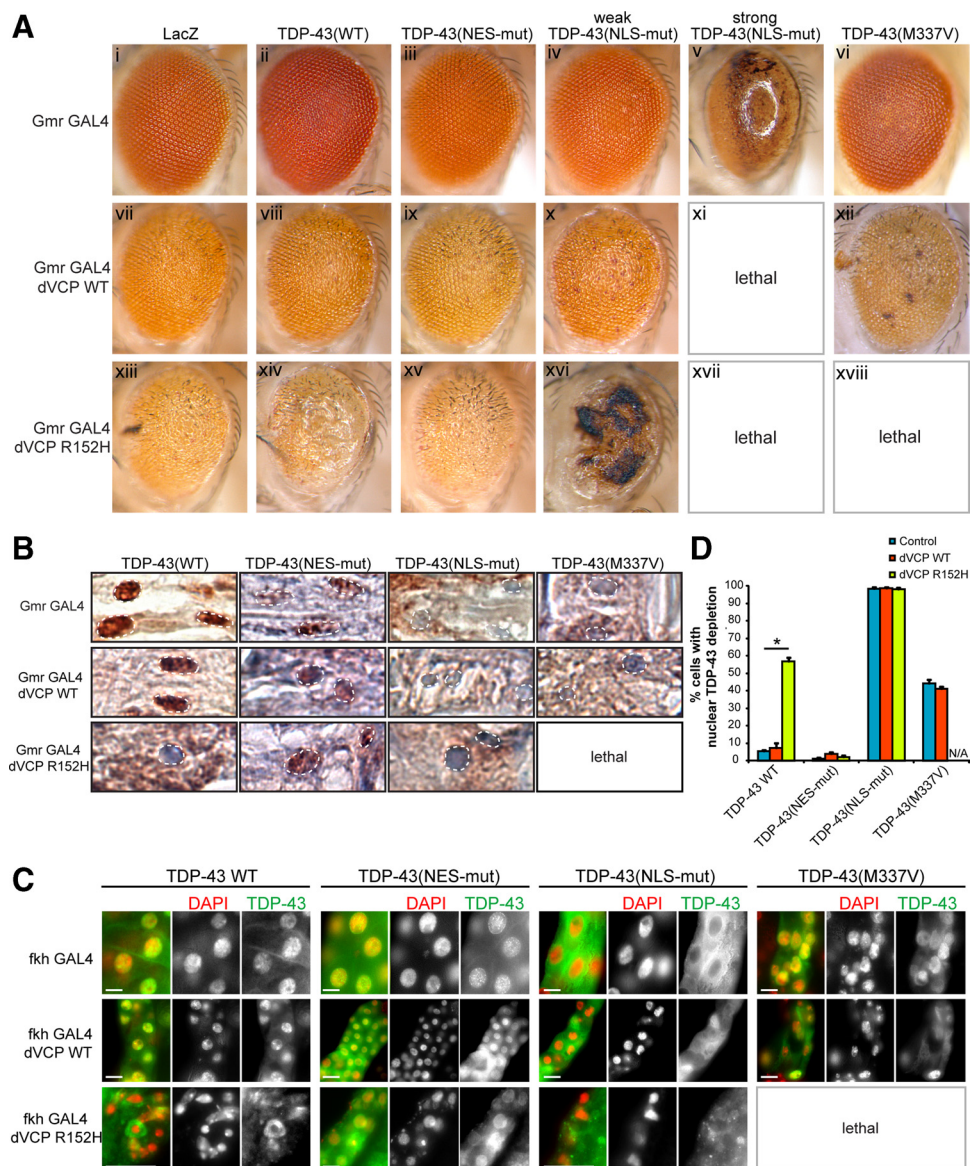 A
LacZ
TDP-43(WT)
TDP-43(NES-mut)
weak
TDP-43(NLS-mut)
strong
TDP-43(NLS-mut)
TDP-43(M337V)
Gmr GAL4
i
ii
iii
iv
v
vi
Gmr GAL4
dVCP WT
vii
viii
ix
x
xi
lethal
xii
Gmr GAL4
dVCP R152H
xiii
xiv
xv
xvi
xvii
lethal
xviii
lethal
B
TDP-43(WT)
TDP-43(NES-mut)
TDP-43(NLS-mut)
TDP-43(M337V)
Gmr GAL4
Gmr GAL4
dVCP WT
Gmr GAL4
dVCP R152H
lethal
D
Control
dVCP WT
dVCP R152H
% cells with
nuclear TDP-43 depletion
100
90
80
70
60
50
40
30
20
10
0
*
N/A
TDP-43 WT
TDP-43(NES-mut)
TDP-43(NLS-mut)
TDP-43(M337V)
C
TDP-43 WT
TDP-43(NES-mut)
TDP-43(NLS-mut)
TDP-43(M337V)
DAPI TDP-43
DAPI TDP-43
DAPI TDP-43
DAPI TDP-43
fkh GAL4
fkh GAL4
dVCP WT
fkh GAL4
dVCP R152H
lethal